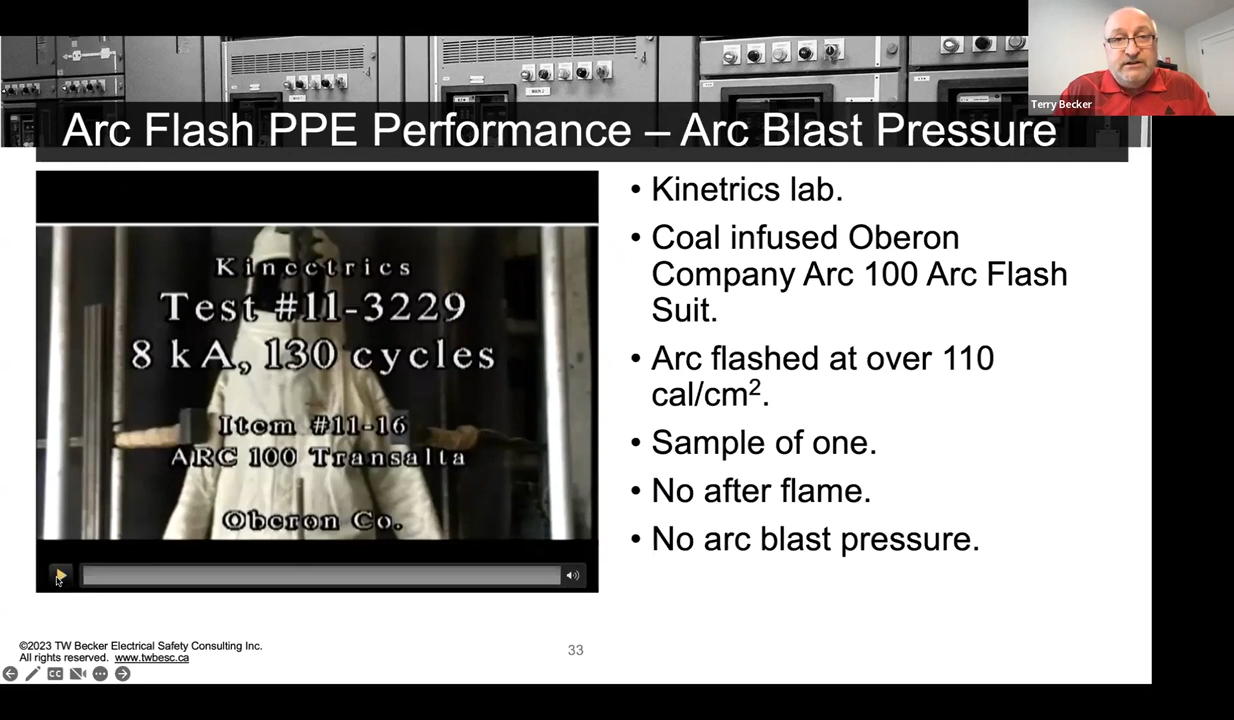 Terry Becker
Arc Flash PPE Performance – Arc Blast Pressure
Kinectrics
Test #11-3229
8 kA, 130 cycles
Item #11-16
ARC 100 Transalta
Oberon Co.
• Kinetrics lab.
• Coal infused Oberon
Company Arc 100 Arc Flash
Suit.
• Arc flashed at over 110
cal/cm².
• Sample of one.
• No after flame.
• No arc blast pressure.
©2023 TW Becker Electrical Safety Consulting Inc.
All rights reserved. www.twbesc.ca
33
CC